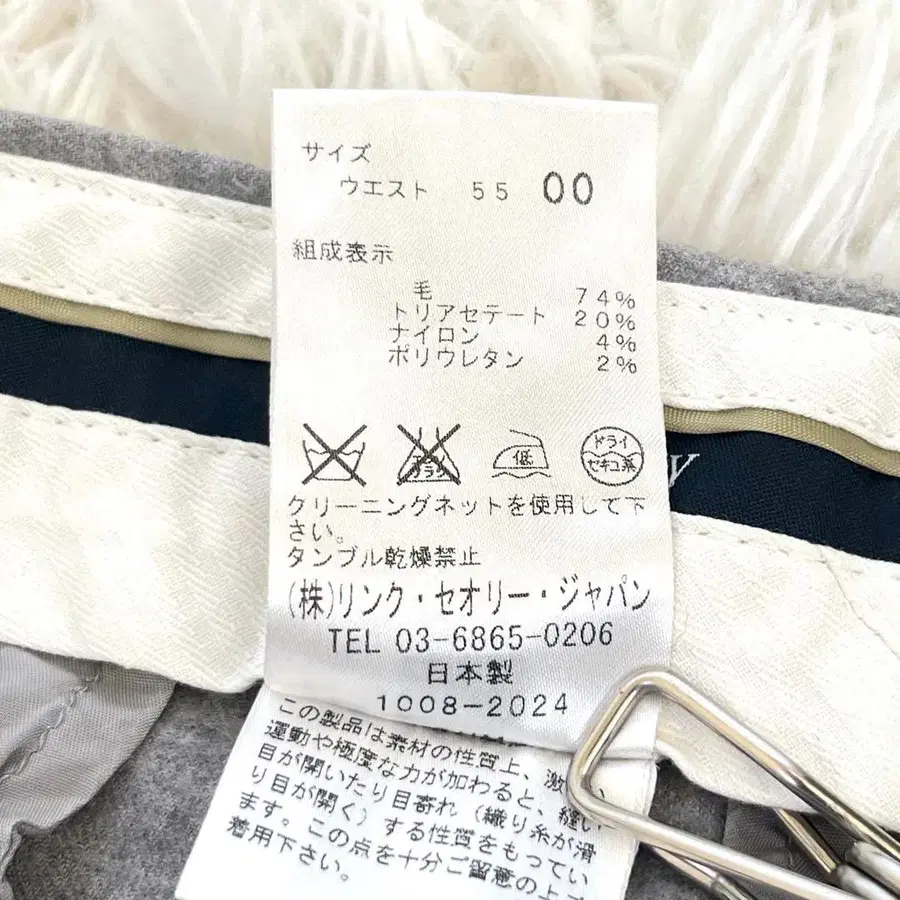 サイズ
ウエスト 55 00
組成表示
毛 74%
トリアセテート 20%
ナイロン 4%
ポリウレタン 2%
低
ドライ
セキユ系
クリーニングネットを使用して下
さい。
タンブル乾燥禁止
(株)リンク・セオリー・ジャパン
TEL 03-6865-0206
日本製
1008-2024
この製品は素材の性質上、激
運動や極度な力が加わると、縫い
目が開いたり目寄れ(織り糸が滑
り目が開く)する性質をもってい
ます。この点を十分ご留意の上
着用下さい。